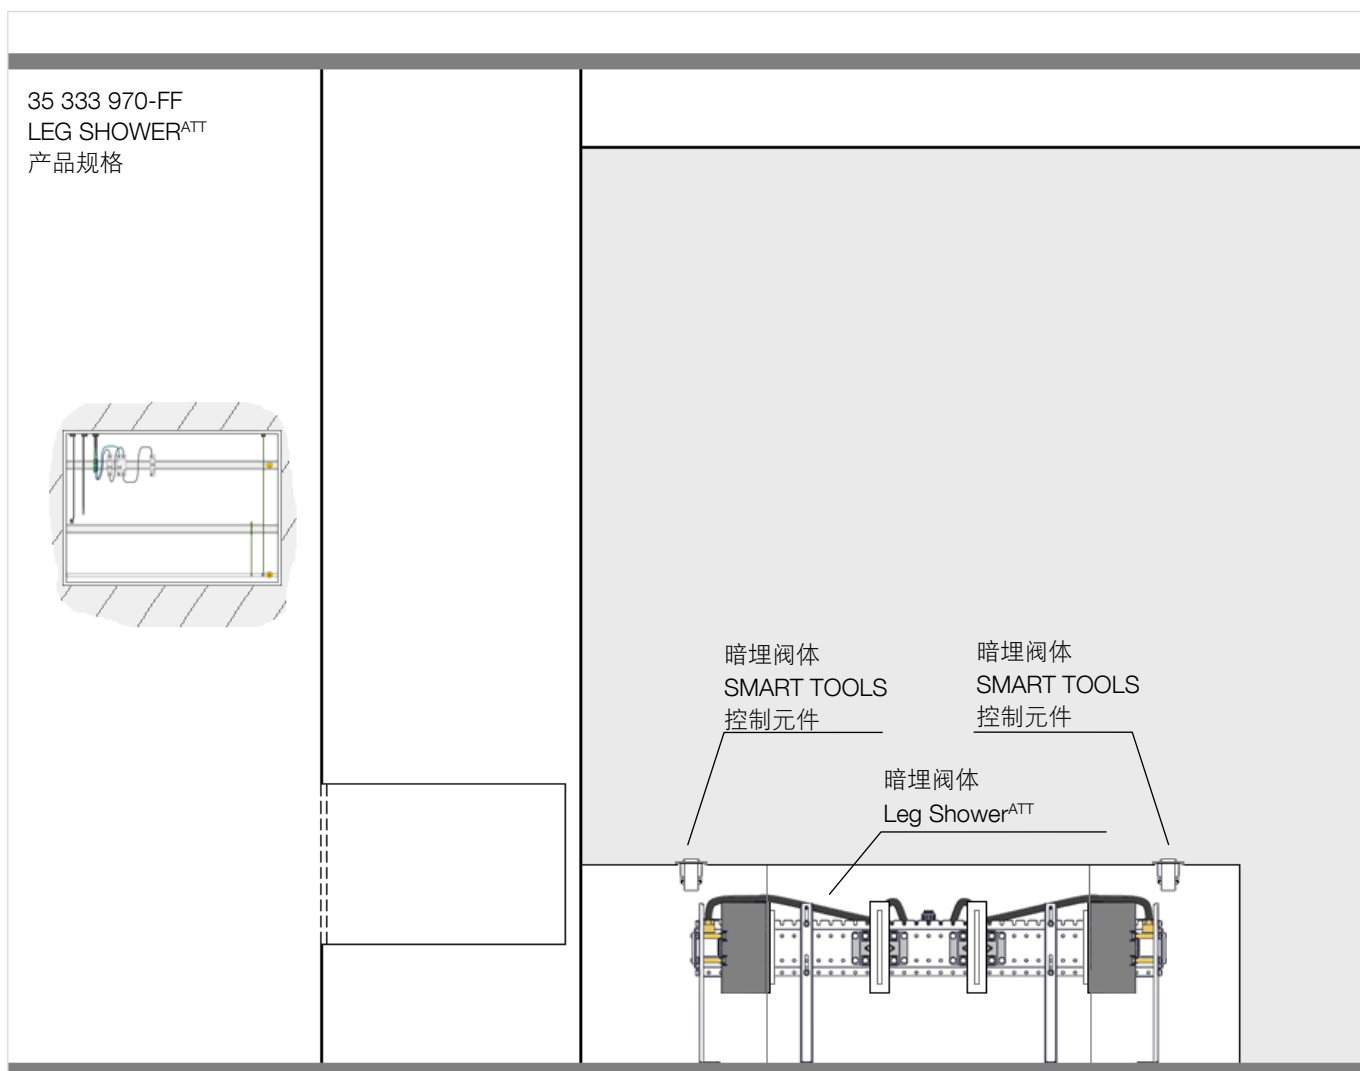 35 333 970-FF
LEG SHOWERᴬᵀᵀ
产品规格
暗埋阀体
SMART TOOLS
控制元件
暗埋阀体
SMART TOOLS
控制元件
暗埋阀体
Leg Showerᴬᵀᵀ